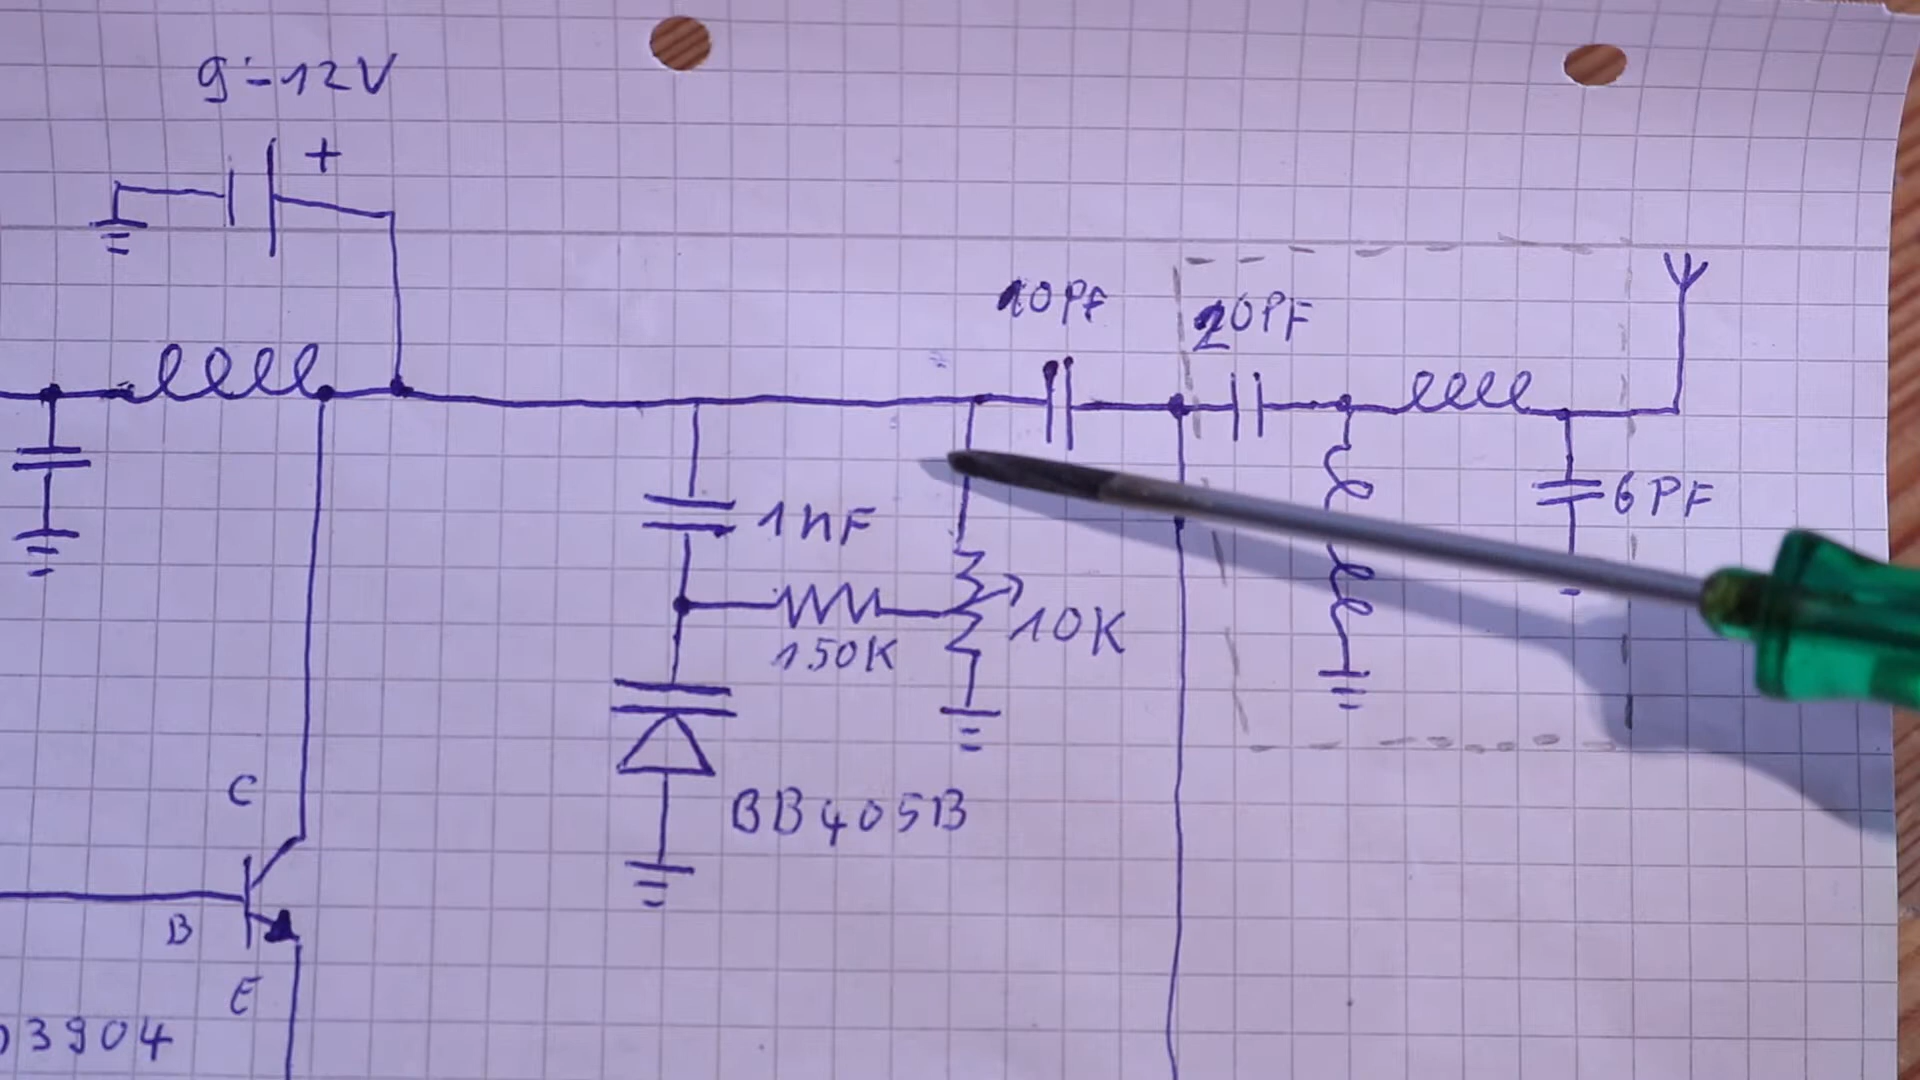 9-12V
+
10Pf
20PF
1nF
6PF
150K
10K
BB405B
C
B
E
3904